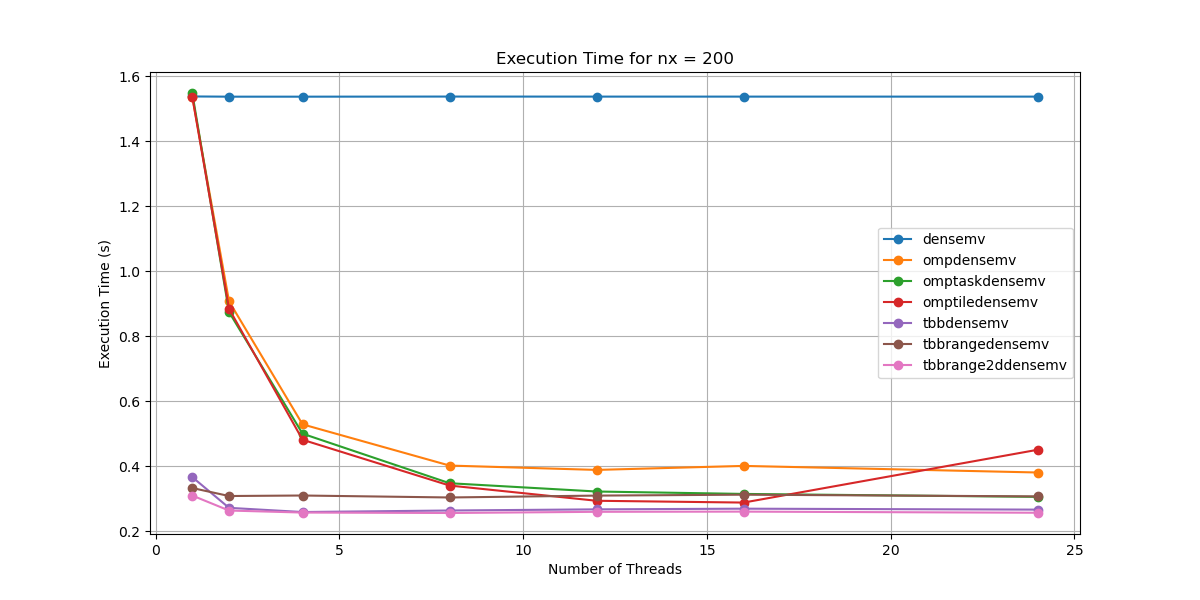 Execution Time for nx = 200
1.6
1.4
1.2
1.0
0.8
0.6
0.4
0.2
Execution Time (s)
densemv
ompdensemv
omptaskdensemv
omptiledensemv
tbbdensemv
tbbrangedensemv
tbbrange2ddensemv
0 5 10 15 20 25
Number of Threads